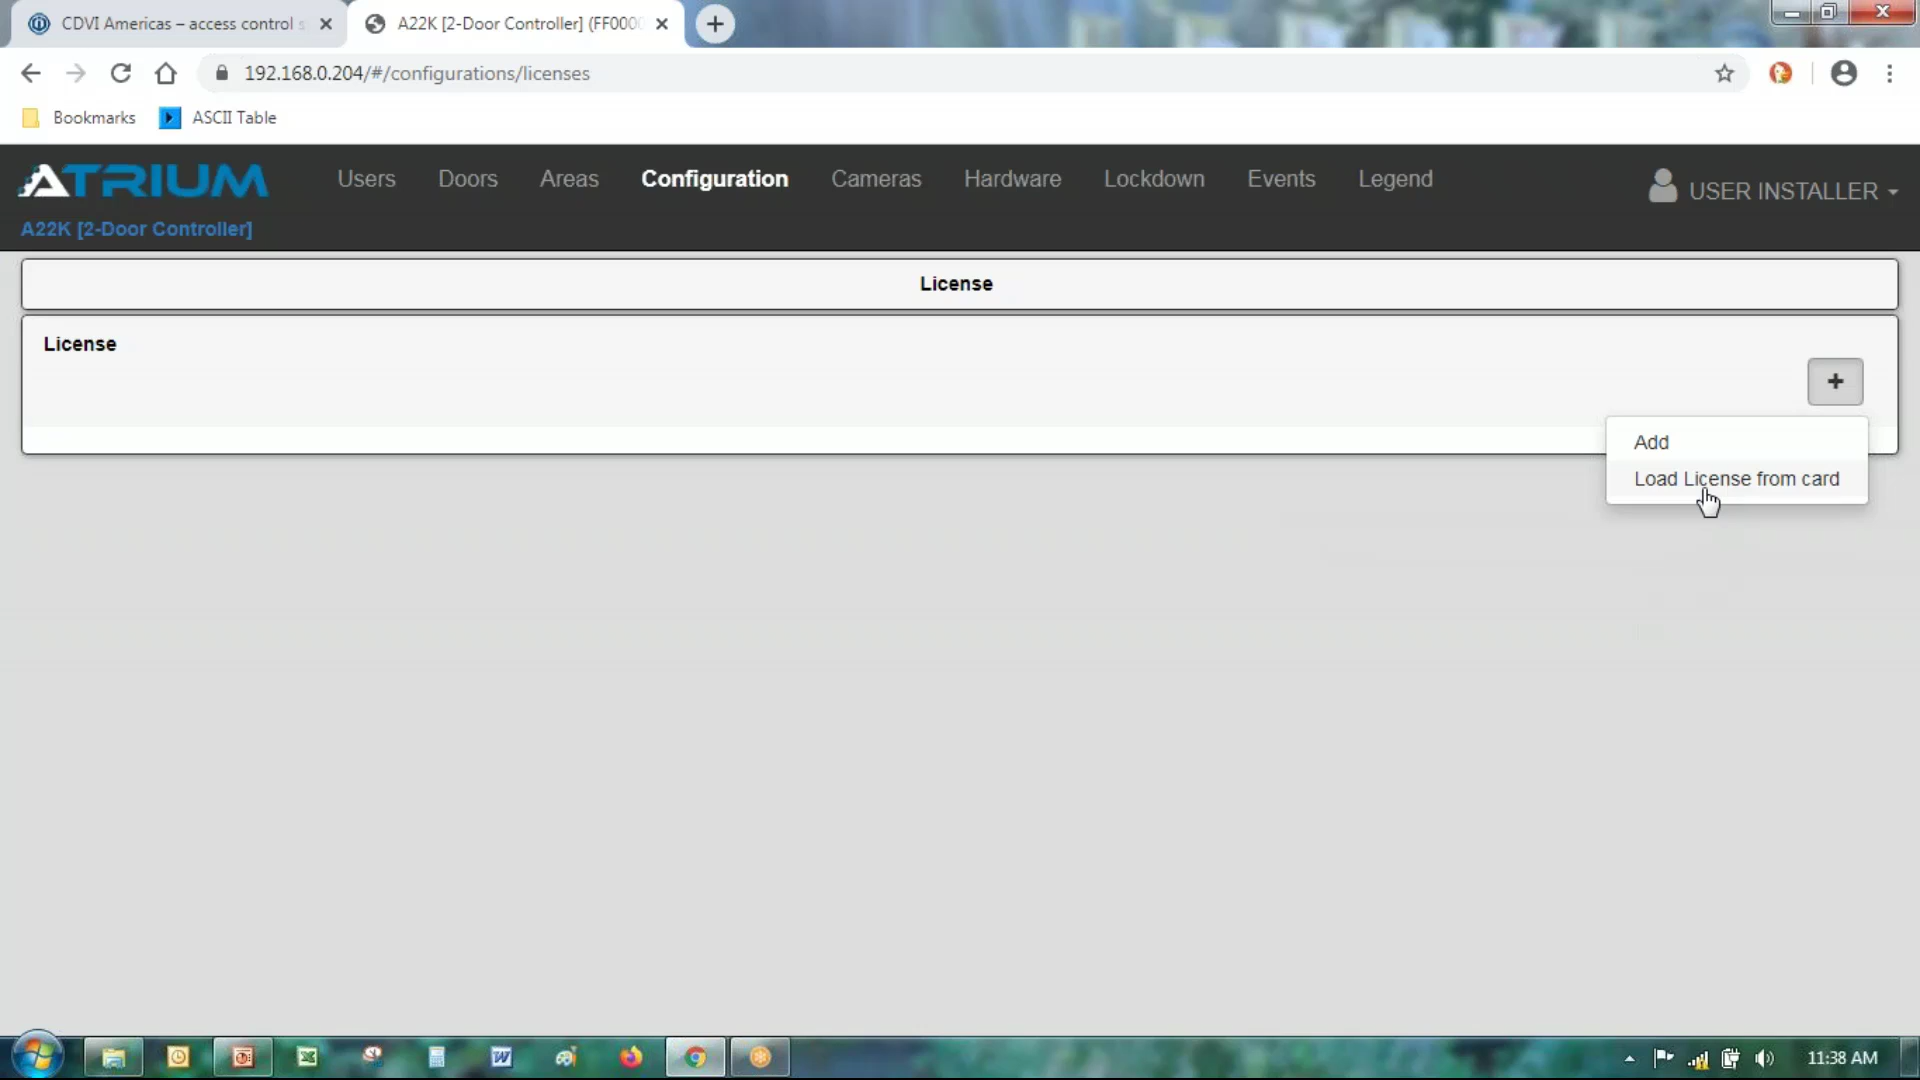 CDVI Americas – access control s
A22K [2-Door Controller] (FF000
192.168.0.204/#/configurations/licenses
Bookmarks
ASCII Table
ATRIUM
Users
Doors
Areas
Configuration
Cameras
Hardware
Lockdown
Events
Legend
USER INSTALLER
A22K [2-Door Controller]
License
License
Add
Load License from card
11:38 AM